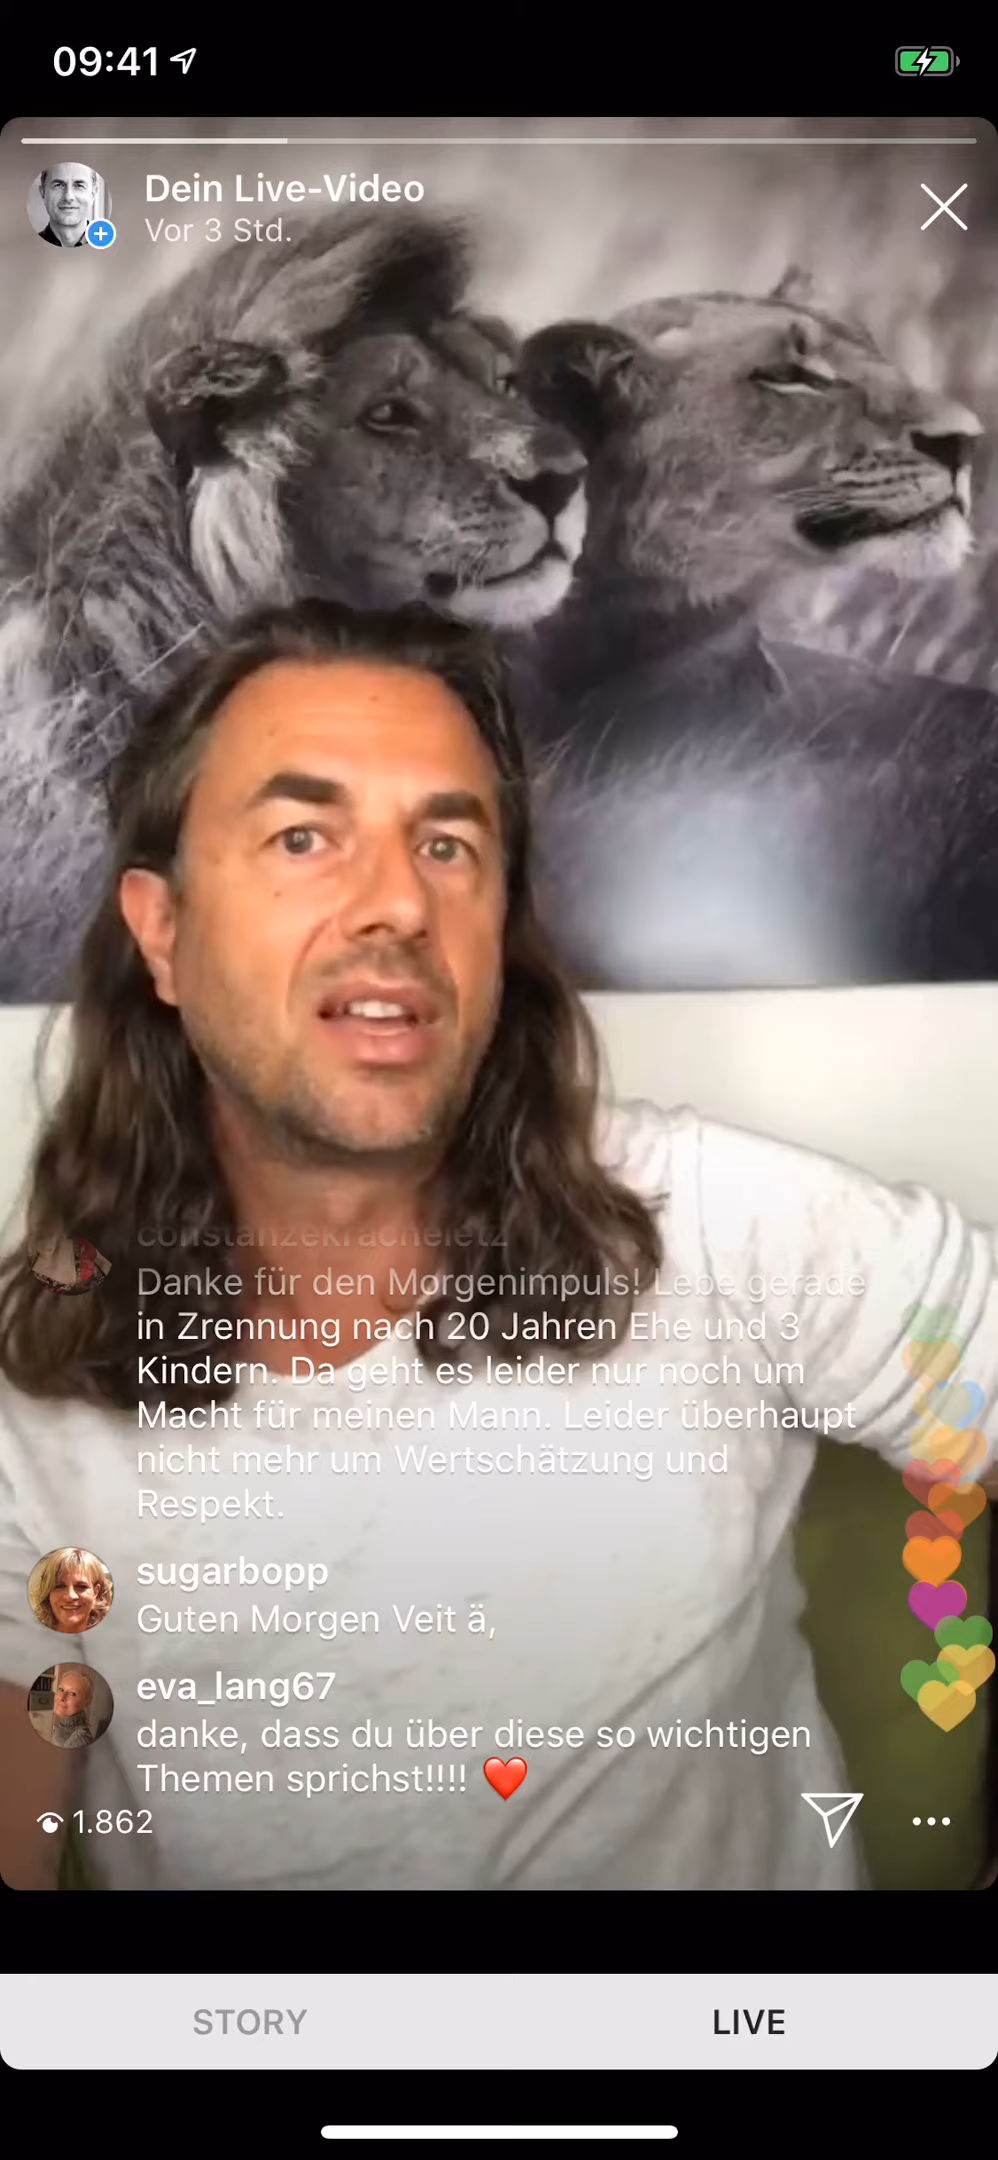 09:41
Dein Live-Video
Vor 3 Std.
constanzekracheletz
Danke für den Morgenimpuls! Lebe gerade
in Zrennung nach 20 Jahren Ehe und 3
Kindern. Da geht es leider nur noch um
Macht für meinen Mann. Leider überhaupt
nicht mehr um Wertschätzung und
Respekt.
sugarbopp
Guten Morgen Veit ä,
eva_lang67
danke, dass du über diese so wichtigen
Themen sprichst!!!! ❤️
1.862
STORY
LIVE